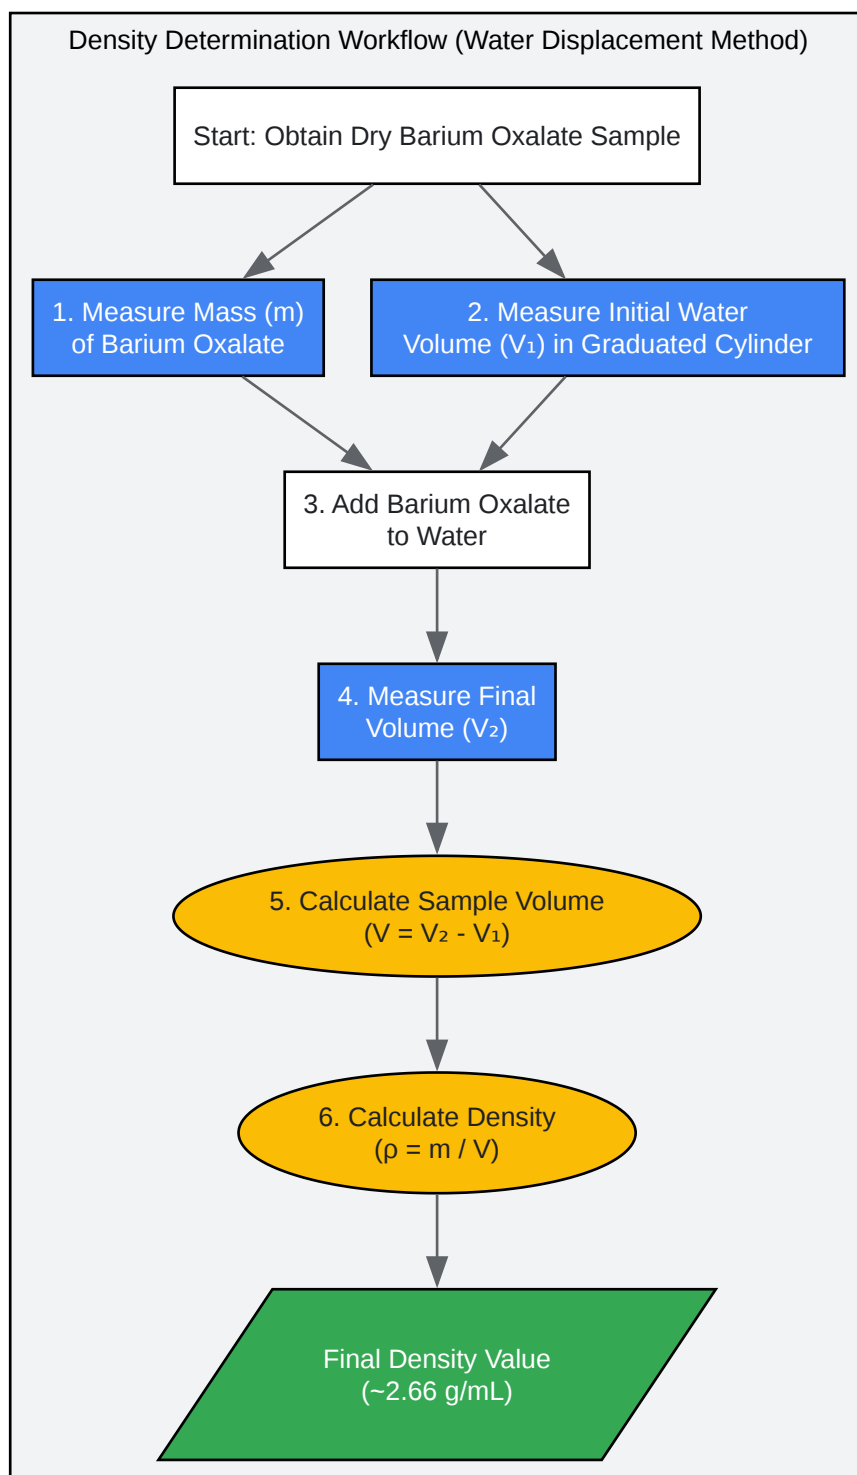 Density Determination Workflow (Water Displacement Method)
Start: Obtain Dry Barium Oxalate Sample
1. Measure Mass (m)
of Barium Oxalate
2. Measure Initial Water
Volume (V₁) in Graduated Cylinder
3. Add Barium Oxalate
to Water
4. Measure Final
Volume (V₂)
5. Calculate Sample Volume
(V = V₂ - V₁)
6. Calculate Density
(ρ = m / V)
Final Density Value
(~2.66 g/mL)